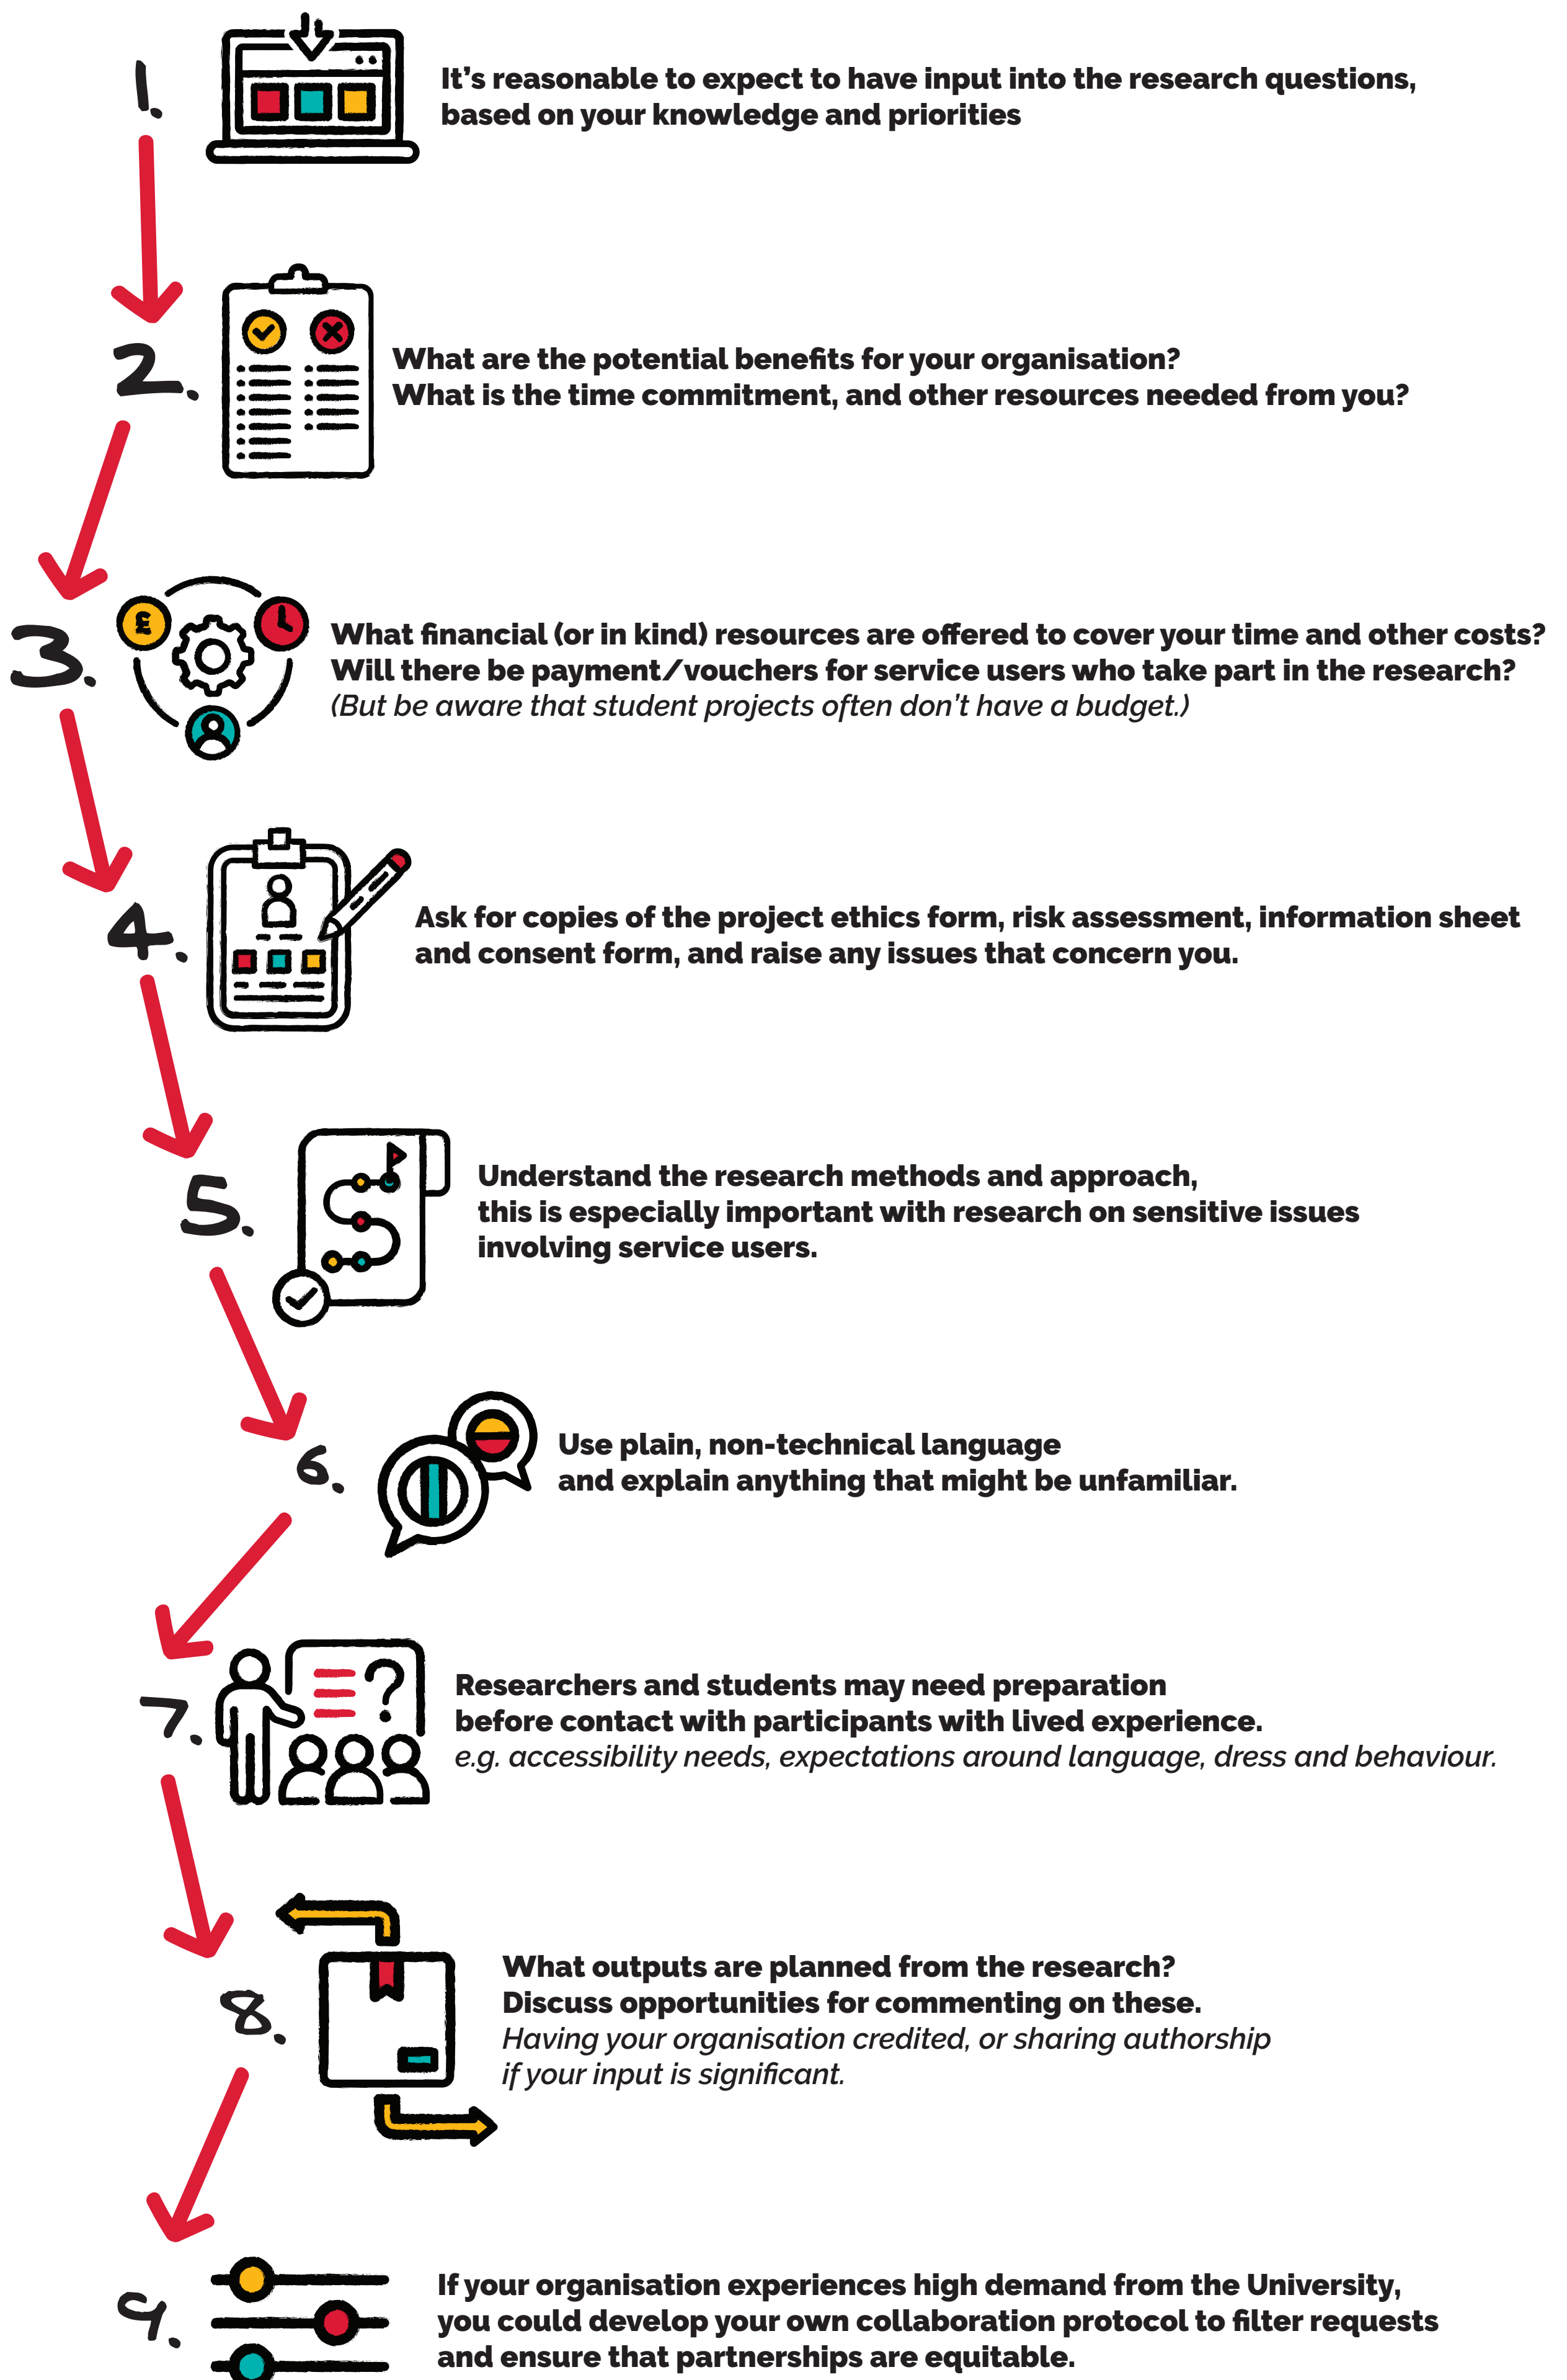 1.
It's reasonable to expect to have input into the research questions,
based on your knowledge and priorities
2.
What are the potential benefits for your organisation?
What is the time commitment, and other resources needed from you?
3.
£
What financial (or in kind) resources are offered to cover your time and other costs?
Will there be payment/vouchers for service users who take part in the research?
(But be aware that student projects often don't have a budget.)
4.
Ask for copies of the project ethics form, risk assessment, information sheet
and consent form, and raise any issues that concern you.
5.
Understand the research methods and approach,
this is especially important with research on sensitive issues
involving service users.
6.
Use plain, non-technical language
and explain anything that might be unfamiliar.
7.
?
Researchers and students may need preparation
before contact with participants with lived experience.
e.g. accessibility needs, expectations around language, dress and behaviour.
8.
What outputs are planned from the research?
Discuss opportunities for commenting on these.
Having your organisation credited, or sharing authorship
if your input is significant.
9.
If your organisation experiences high demand from the University,
you could develop your own collaboration protocol to filter requests
and ensure that partnerships are equitable.